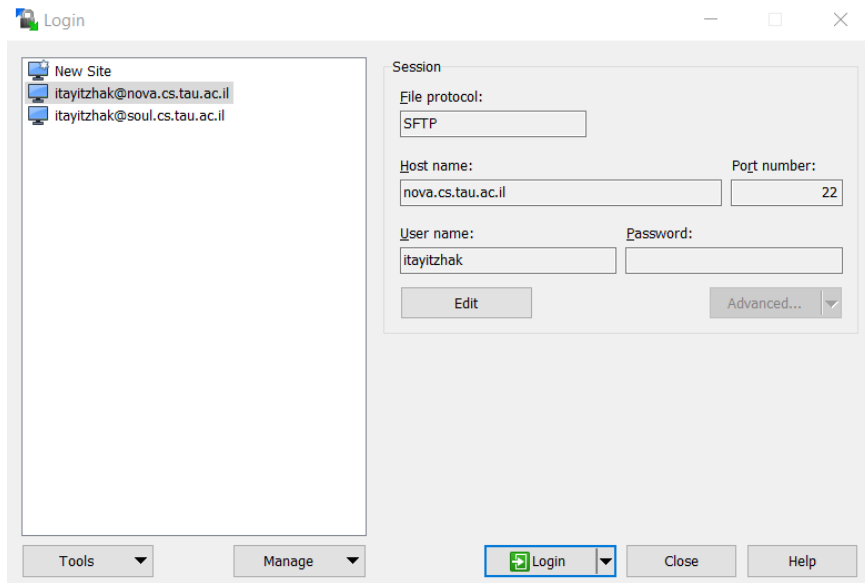 Login
New Site
itayitzhak@nova.cs.tau.ac.il
itayitzhak@soul.cs.tau.ac.il
Session
File protocol:
SFTP
Host name:
Port number:
nova.cs.tau.ac.il
22
User name:
Password:
itayitzhak
Edit
Advanced...
Tools
Manage
Login
Close
Help